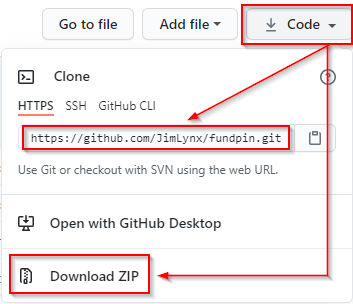 Go to file Add file Code
Clone
HTTPS SSH GitHub CLI
https://github.com/JimLynx/fundpin.git
Use Git or checkout with SVN using the web URL.
Open with GitHub Desktop
Download ZIP